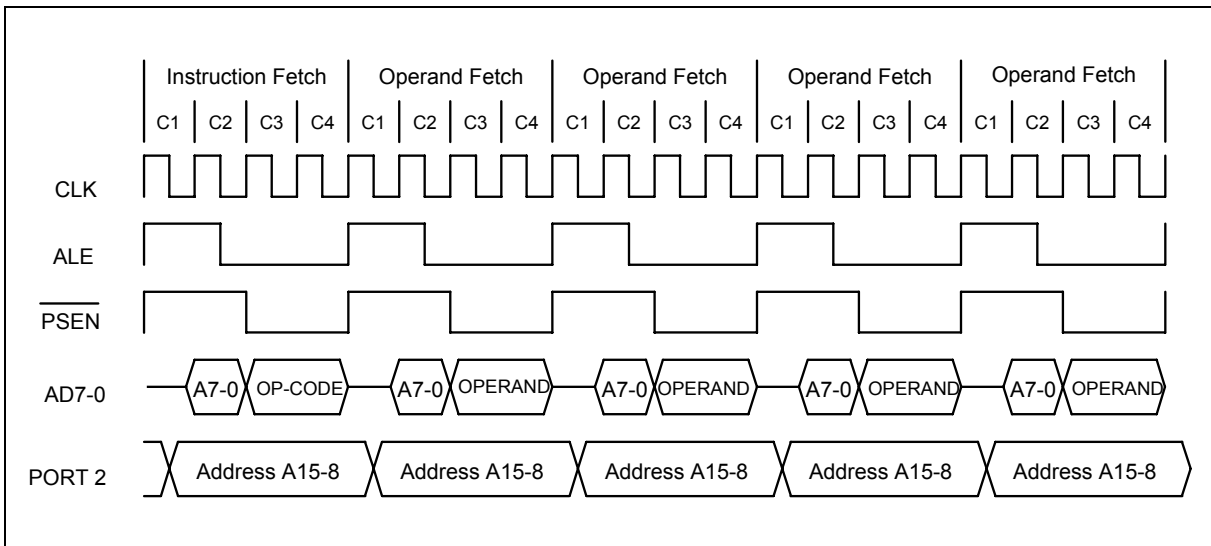 Instruction Fetch Operand Fetch Operand Fetch Operand Fetch Operand Fetch
C1 C2 C3 C4 C1 C2 C3 C4 C1 C2 C3 C4 C1 C2 C3 C4 C1 C2 C3 C4
CLK
ALE
PSEN
AD7-0 A7-0 OP-CODE A7-0 OPERAND A7-0 OPERAND A7-0 OPERAND A7-0 OPERAND
PORT 2 Address A15-8 Address A15-8 Address A15-8 Address A15-8 Address A15-8